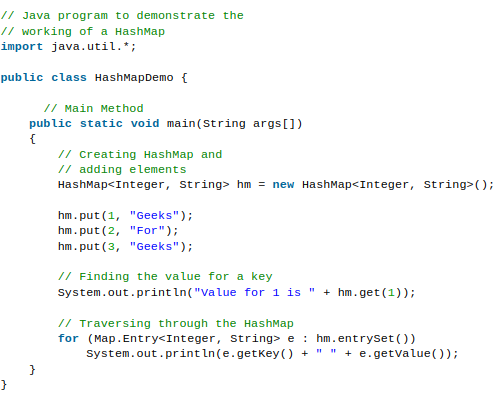 // Java program to demonstrate the
// working of a HashMap
import java.util.*;
public class HashMapDemo {
// Main Method
public static void main(String args[])
{
// Creating HashMap and
// adding elements
HashMap<Integer, String> hm = new HashMap<Integer, String>();
hm.put(1, "Geeks");
hm.put(2, "For");
hm.put(3, "Geeks");
// Finding the value for a key
System.out.println("Value for 1 is " + hm.get(1));
// Traversing through the HashMap
for (Map.Entry<Integer, String> e : hm.entrySet())
System.out.println(e.getKey() + " " + e.getValue());
}
}